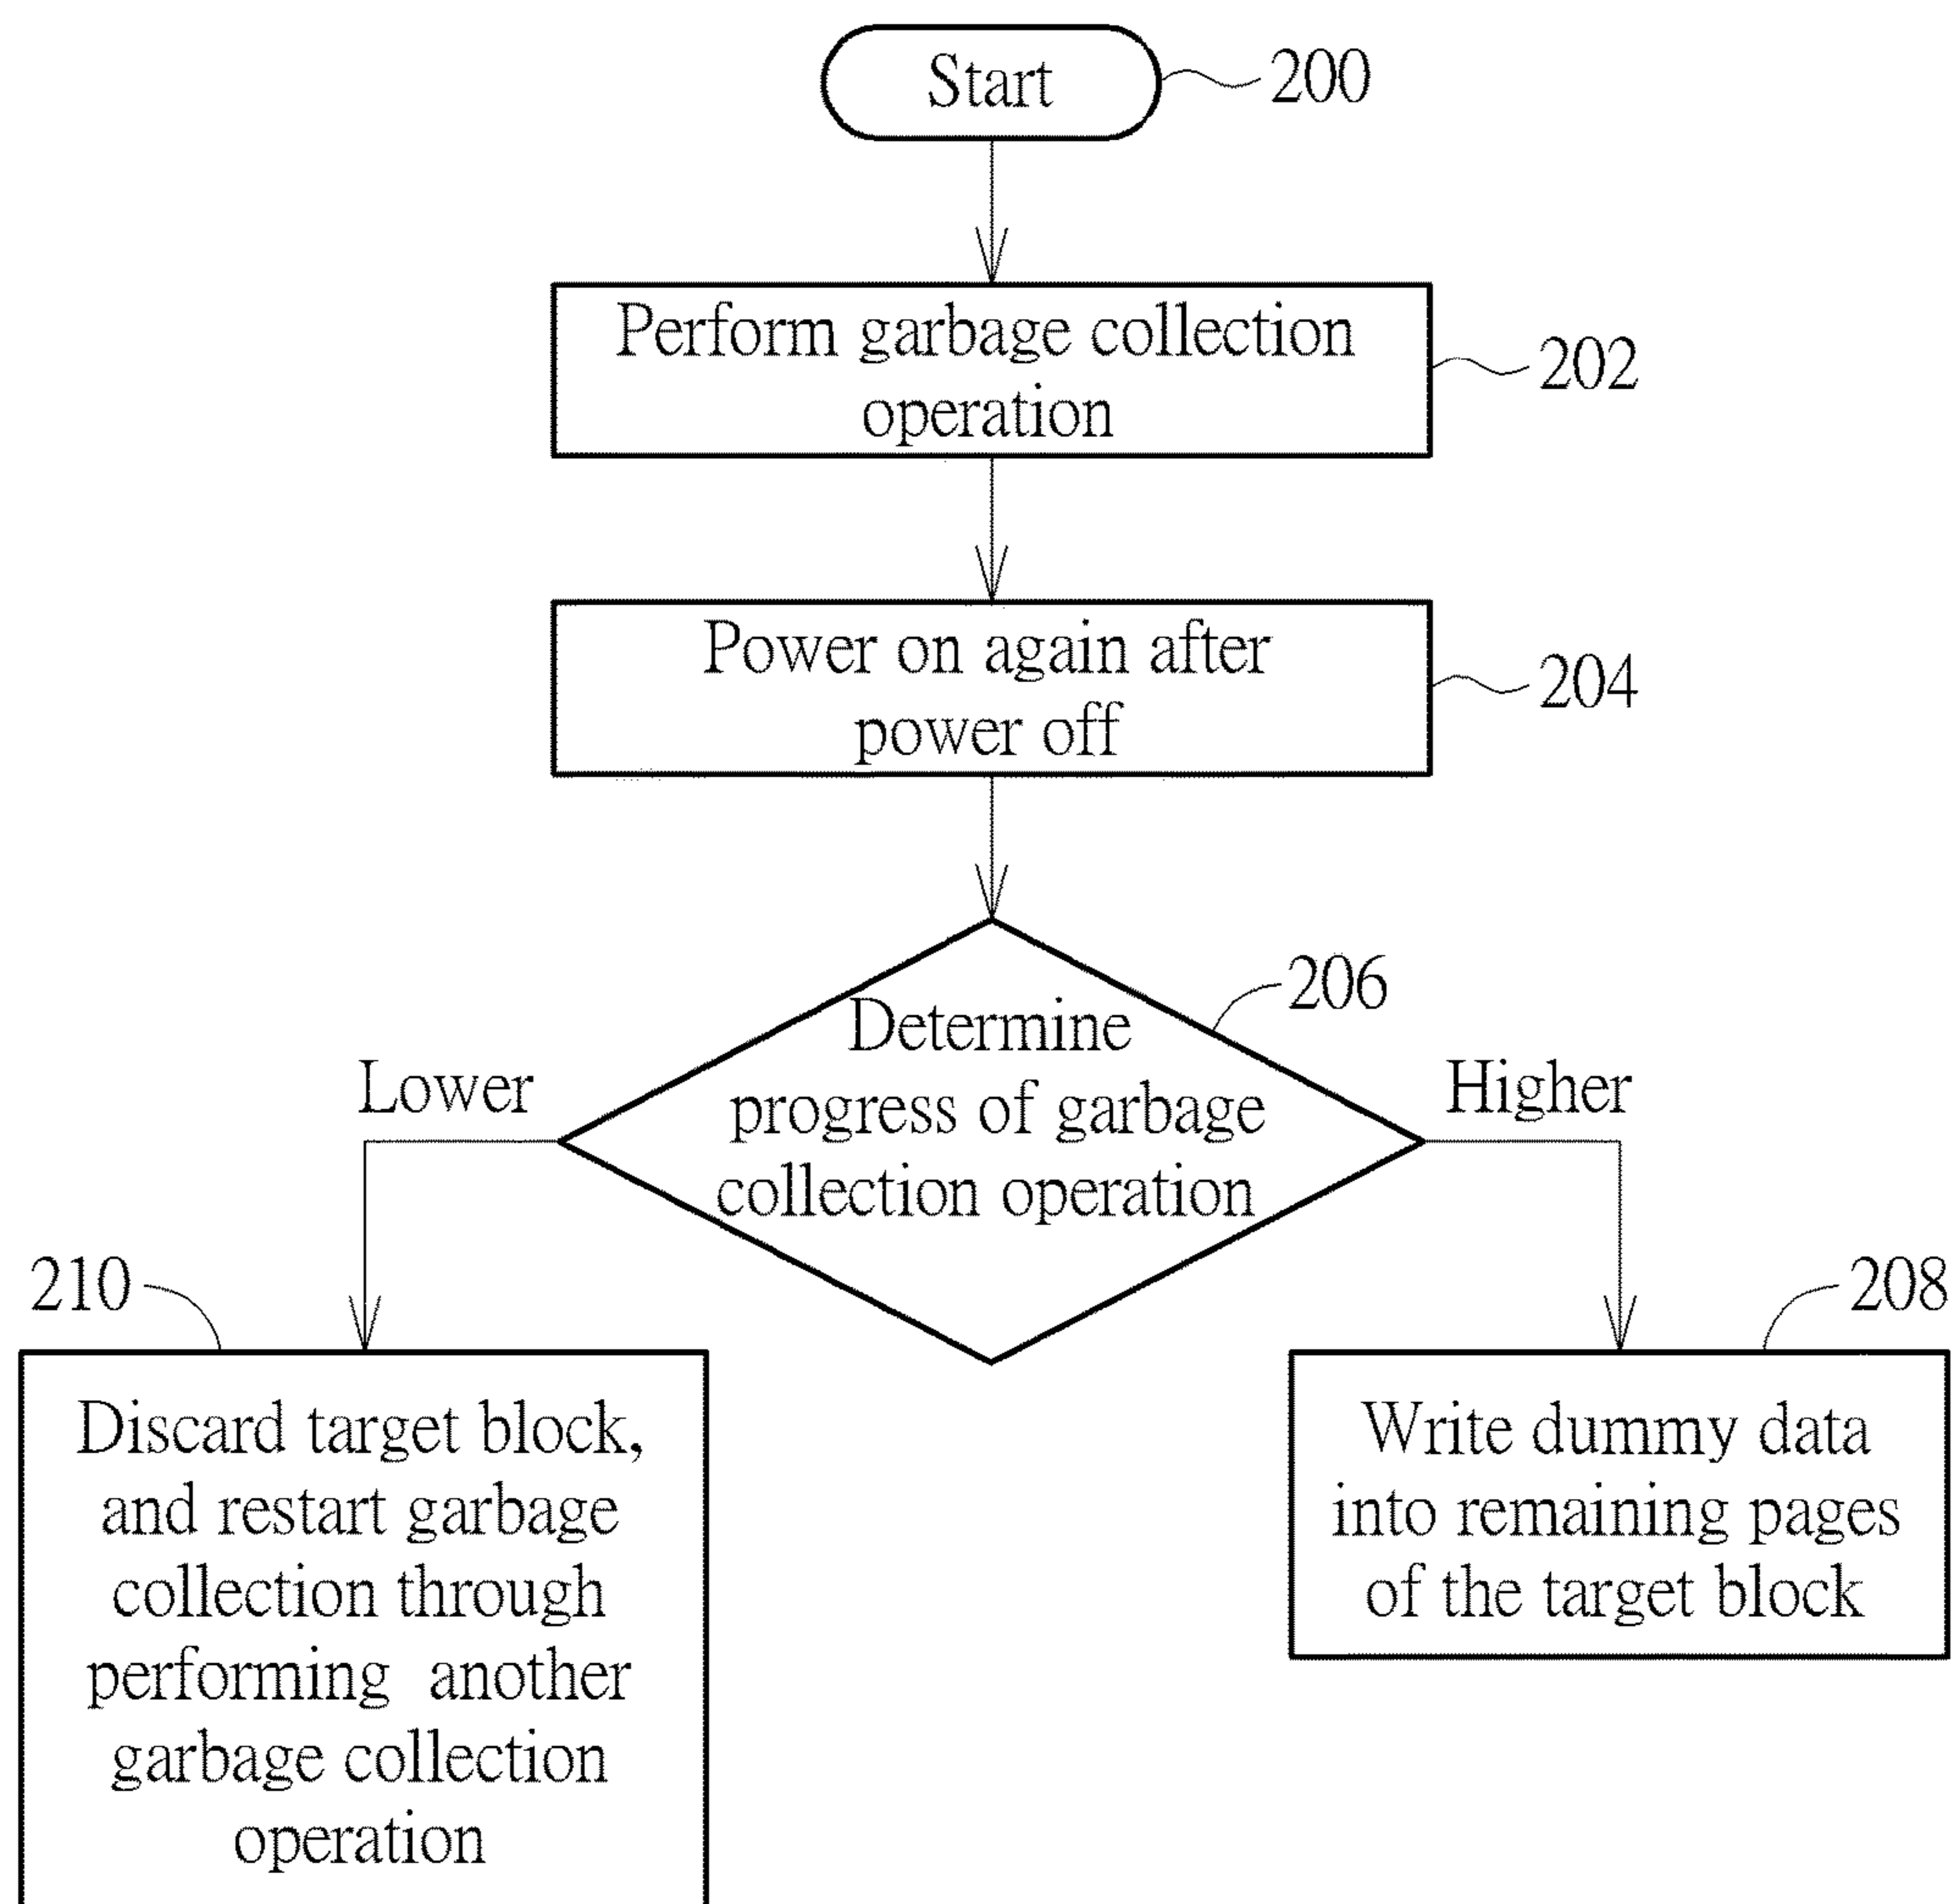 Start
200
Perform garbage collection
operation
202
Power on again after
power off
204
206
Determine
progress of garbage
collection operation
Lower
Higher
210
208
Discard target block,
and restart garbage
collection through
performing another
garbage collection
operation
Write dummy data
into remaining pages
of the target block